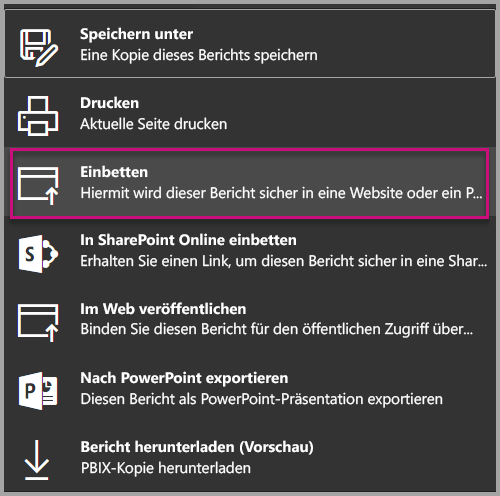 Speichern unter
Eine Kopie dieses Berichts speichern
Drucken
Aktuelle Seite drucken
Einbetten
Hiermit wird dieser Bericht sicher in eine Website oder ein P...
In SharePoint Online einbetten
Erhalten Sie einen Link, um diesen Bericht sicher in eine Shar...
Im Web veröffentlichen
Binden Sie diesen Bericht für den öffentlichen Zugriff über...
Nach PowerPoint exportieren
Diesen Bericht als PowerPoint-Präsentation exportieren
Bericht herunterladen (Vorschau)
PBIX-Kopie herunterladen